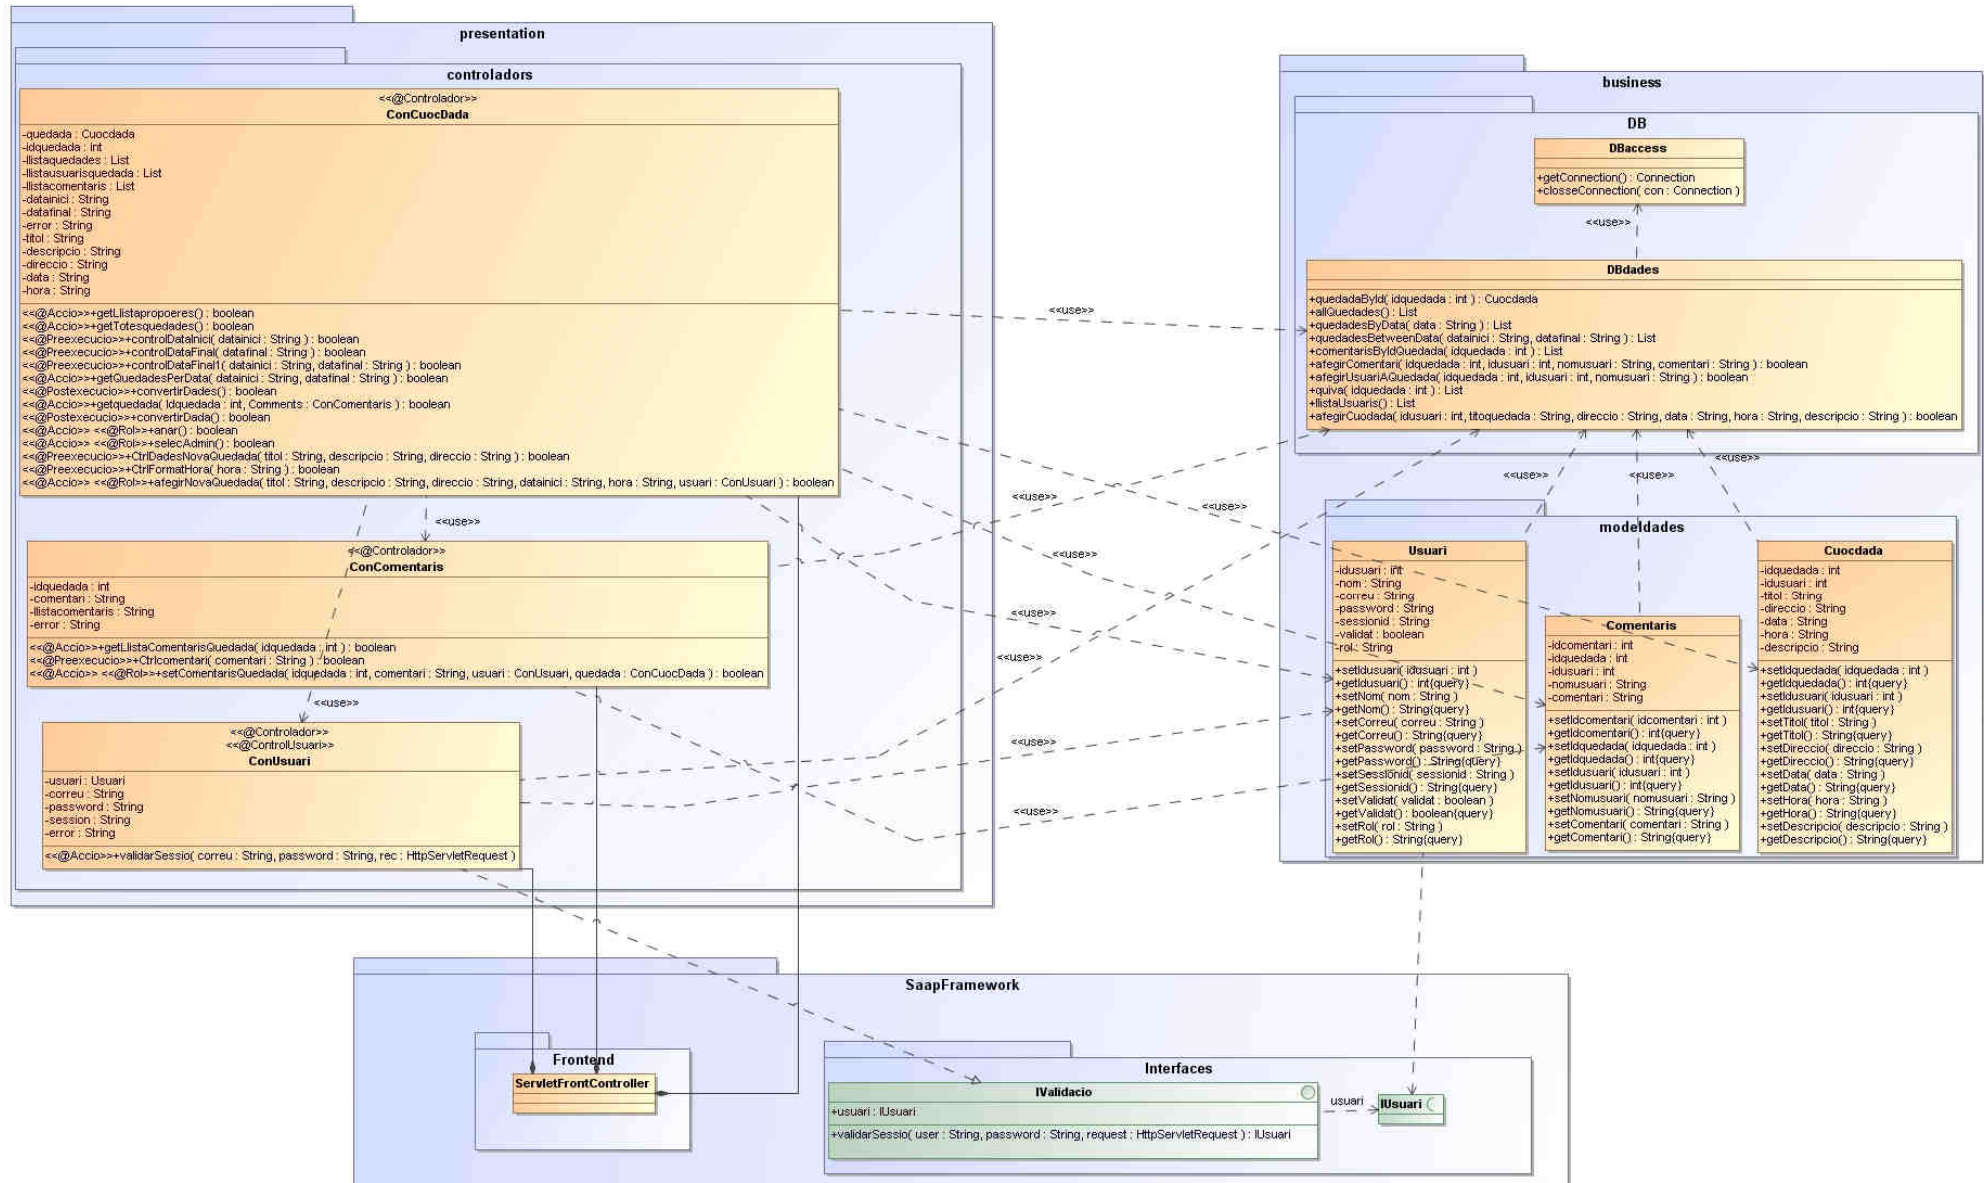 presentation
controladors
<<@Controlador>>
ConCuocDada
-quedada : Cuocdada
-idquedada : int
-llistaquedades : List
-llistausuarisquedada : List
-llistacomentaris : List
-datainici : String
-datafinal : String
-error : String
-titol : String
-descripcio : String
-direccio : String
-data : String
-hora : String
<<@Accio>>+getLlistapropoeres() : boolean
<<@Accio>>+getTotesquedades() : boolean
<<@Preexecucio>>+controlDataInici( datainici : String ) : boolean
<<@Preexecucio>>+controlDataFinal( datafinal : String ) : boolean
<<@Preexecucio>>+controlDataFinal1( datainici : String, datafinal : String ) : boolean
<<@Accio>>+getQuedadesPerData( datainici : String, datafinal : String ) : boolean
<<@Postexecucio>>+convertirDades() : boolean
<<@Accio>>+getquedada( Idquedada : int, Comments : ConComentaris ) : boolean
<<@Postexecucio>>+convertirDada() : boolean
<<@Accio>> <<@Rol>>+anar() : boolean
<<@Accio>> <<@Rol>>+selecAdmin() : boolean
<<@Preexecucio>>+CtrlDadesNovaQuedada( titol : String, descripcio : String, direccio : String ) : boolean
<<@Preexecucio>>+CtrlFormatHora( hora : String ) : boolean
<<@Accio>> <<@Rol>>+afegirNovaQuedada( titol : String, descripcio : String, direccio : String, datainici : String, hora : String, usuari : ConUsuari ) : boolean
<<use>>
<<@Controlador>>
ConComentaris
-idquedada : int
-comentari : String
-llistacomentaris : String
-error : String
<<@Accio>>+getLlistaComentarisQuedada( idquedada : int ) : boolean
<<@Preexecucio>>+Ctrlcomentari( comentari : String ) : boolean
<<@Accio>> <<@Rol>>+setComentarisQuedada( idquedada : int, comentari : String, usuari : ConUsuari, quedada : ConCuocDada ) : boolean
<<use>>
<<@Controlador>>
<<@ControlUsuari>>
ConUsuari
-usuari : Usuari
-correu : String
-password : String
-session : String
-error : String
<<@Accio>>+validarSessio( correu : String, password : String, rec : HttpServletRequest )
<<use>>
<<use>>
<<use>>
<<use>>
<<use>>
<<use>>
<<use>>
<<use>>
business
DB
DBaccess
+getConnection() : Connection
+closseConnection( con : Connection )
<<use>>
DBdades
+quedadaById( idquedada : int ) : Cuocdada
+allQuedades() : List
+quedadesByData( data : String ) : List
+quedadesBetweenData( datainici : String, datafinal : String ) : List
+comentarisByIdQuedada( idquedada : int ) : List
+afegirComentari( idquedada : int, idusuari : int, nomusuari : String, comentari : String ) : boolean
+afegirUsuariAQuedada( idquedada : int, idusuari : int, nomusuari : String ) : boolean
+quiva( idquedada : int ) : List
+llistaUsuaris() : List
+afegirCuodada( idusuari : int, titoquedada : String, direccio : String, data : String, hora : String, descripcio : String ) : boolean
<<use>>
<<use>>
<<use>>
modeldades
Usuari
-idusuari : int
-nom : String
-correu : String
-password : String
-sessionid : String
-validat : boolean
-rol : String
+setIdusuari( idusuari : int )
+getIdusuari() : int{query}
+setNom( nom : String )
+getNom() : String{query}
+setCorreu( correu : String )
+getCorreu() : String{query}
+setPassword( password : String )
+getPassword() : String{query}
+setSessionid( sessionid : String )
+getSessionid() : String{query}
+setValidat( validat : boolean )
+getValidat() : boolean{query}
+setRol( rol : String )
+getRol() : String{query}
Comentaris
-idcomentari : int
-idquedada : int
-idusuari : int
-nomusuari : String
-comentari : String
+setIdcomentari( idcomentari : int )
+getIdcomentari() : int{query}
+setIdquedada( idquedada : int )
+getIdquedada() : int{query}
+setIdusuari( idusuari : int )
+getIdusuari() : int{query}
+setNomusuari( nomusuari : String )
+getNomusuari() : String{query}
+setComentari( comentari : String )
+getComentari() : String{query}
Cuocdada
-idquedada : int
-idusuari : int
-titol : String
-direccio : String
-data : String
-hora : String
-descripcio : String
+setIdquedada( idquedada : int )
+getIdquedada() : int{query}
+setIdusuari( idusuari : int )
+getIdusuari() : int{query}
+setTitol( titol : String )
+getTitol() : String{query}
+setDireccio( direccio : String )
+getDireccio() : String{query}
+setData( data : String )
+getData() : String{query}
+setHora( hora : String )
+getHora() : String{query}
+setDescripcio( descripcio : String )
+getDescripcio() : String{query}
SaapFramework
Frontend
ServletFrontController
Interfaces
IValidacio
+usuari : IUsuari
+validarSessio( user : String, password : String, request : HttpServletRequest ) : IUsuari
usuari
IUsuari